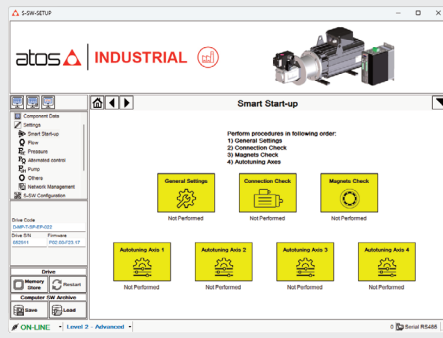 S-SW-SETUP
atos INDUSTRIAL
Smart Start-up
Component Data
Settings
Smart Start-up
Q Flow
P Pressure
PQ Alternated control
Pump
Others
Network Management
S-SW Configuration
Perform procedures in following order:
1) General Settings
2) Connection Check
3) Magnets Check
4) Autotuning Axes
General Settings
Connection Check
Magnets Check
Not Performed
Not Performed
Not Performed
Autotuning Axis 1
Autotuning Axis 2
Autotuning Axis 3
Autotuning Axis 4
Not Performed
Not Performed
Not Performed
Not Performed
Drive Code
Drive S/N Firmware
Drive
Memory Store
Restart
Computer SW Archive
Save
Load
ON-LINE
Level 2 - Advanced
0 Serial RS485